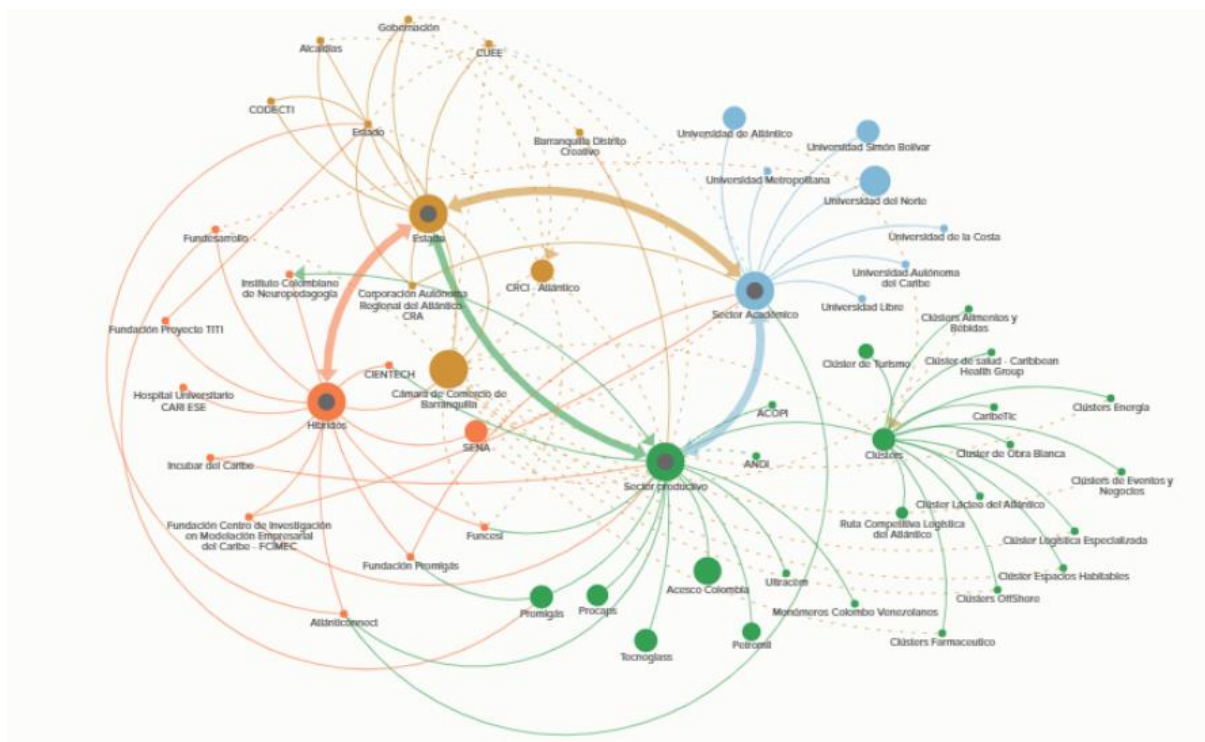 Gobernación
Alcaldías
CUEE
CODECTI
Estado
Barranquilla Distrito
Creativo
Universidad de Atlántico
Universidad Simón Bolívar
Universidad Metropolitana
Universidad del Norte
Fundesarrollo
Estado
Universidad de la Costa
Instituto Colombiano
de Neuropedagogía
Corporación Autónoma
Regional del Atlántico
CRA
CRCI - Atlántico
Universidad Autónoma
del Caribe
Universidad Libre
Sector Académico
Fundación Proyecto TITI
Clústers Alimentos y
Bebidas
Clúster de Turismo
Clúster de salud - Caribbean
Health Group
CIENTECH
Hospital Universitario
CARI ESE
Cámara de Comercio de
Barranquilla
Híbridos
SENA
ACOPI
CaribeTic
Clústers Energía
Incubar del Caribe
Sector productivo
ANDI
Clústers
Clúster de Obra Blanca
Clústers de Eventos y
Negocios
Clúster Lácteo del Atlántico
Fundación Centro de Investigación
en Modelación Empresarial
del Caribe - FCIMEC
Funcesi
Ruta Competitiva Logística
del Atlántico
Clúster Logística Especializada
Fundación Promigás
Acesco Colombia
Ultracem
Clúster Espacios Habitables
Clústers OffShore
Atlánticonnect
Promigás
Procaps
Monómeros Colombo Venezolanos
Tecnoglass
Petromil
Clústers Farmaceutico